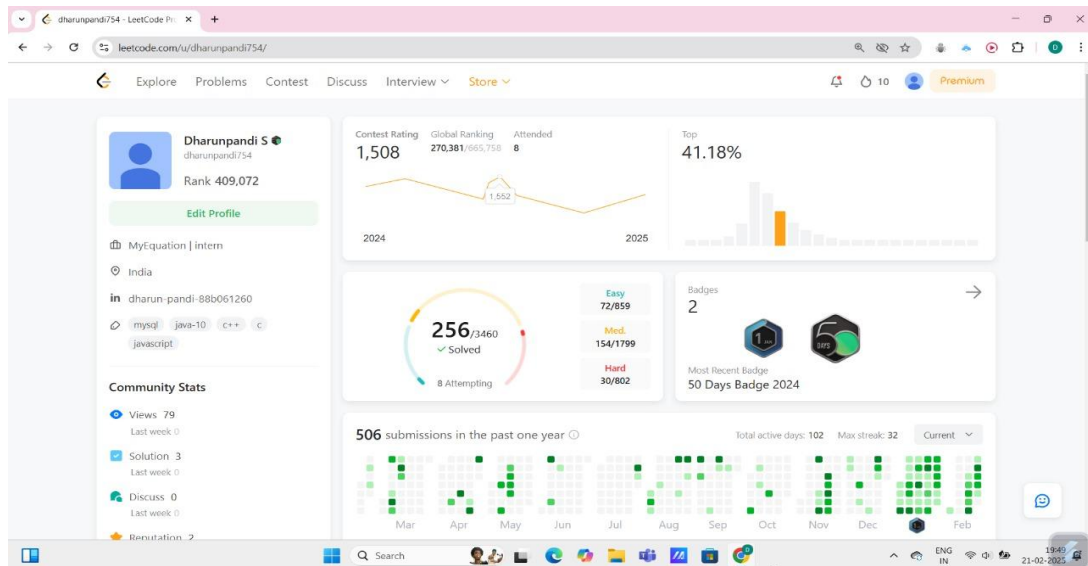 dharunpandi754 - LeetCode Pr
leetcode.com/u/dharunpandi754/
Explore Problems Contest Discuss Interview Store
10
Premium
Dharunpandi S
dharunpandi754
Rank 409,072
Edit Profile
MyEquation | intern
India
dharun-pandi-88b061260
mysql java-10 c++ c
javascript
Community Stats
Views 79
Last week 0
Solution 3
Last week 0
Discuss 0
Last week 0
Reputation 2
Contest Rating Global Ranking Attended
1,508 270,381/665,758 8
1,552
2024 2025
Top
41.18%
256/3460
Solved
8 Attempting
Easy
72/859
Med.
154/1799
Hard
30/802
Badges
2
Most Recent Badge
50 Days Badge 2024
506 submissions in the past one year
Total active days: 102 Max streak: 32 Current
Mar Apr May Jun Jul Aug Sep Oct Nov Dec Feb
Search
ENG
IN
19:49
21-02-2025